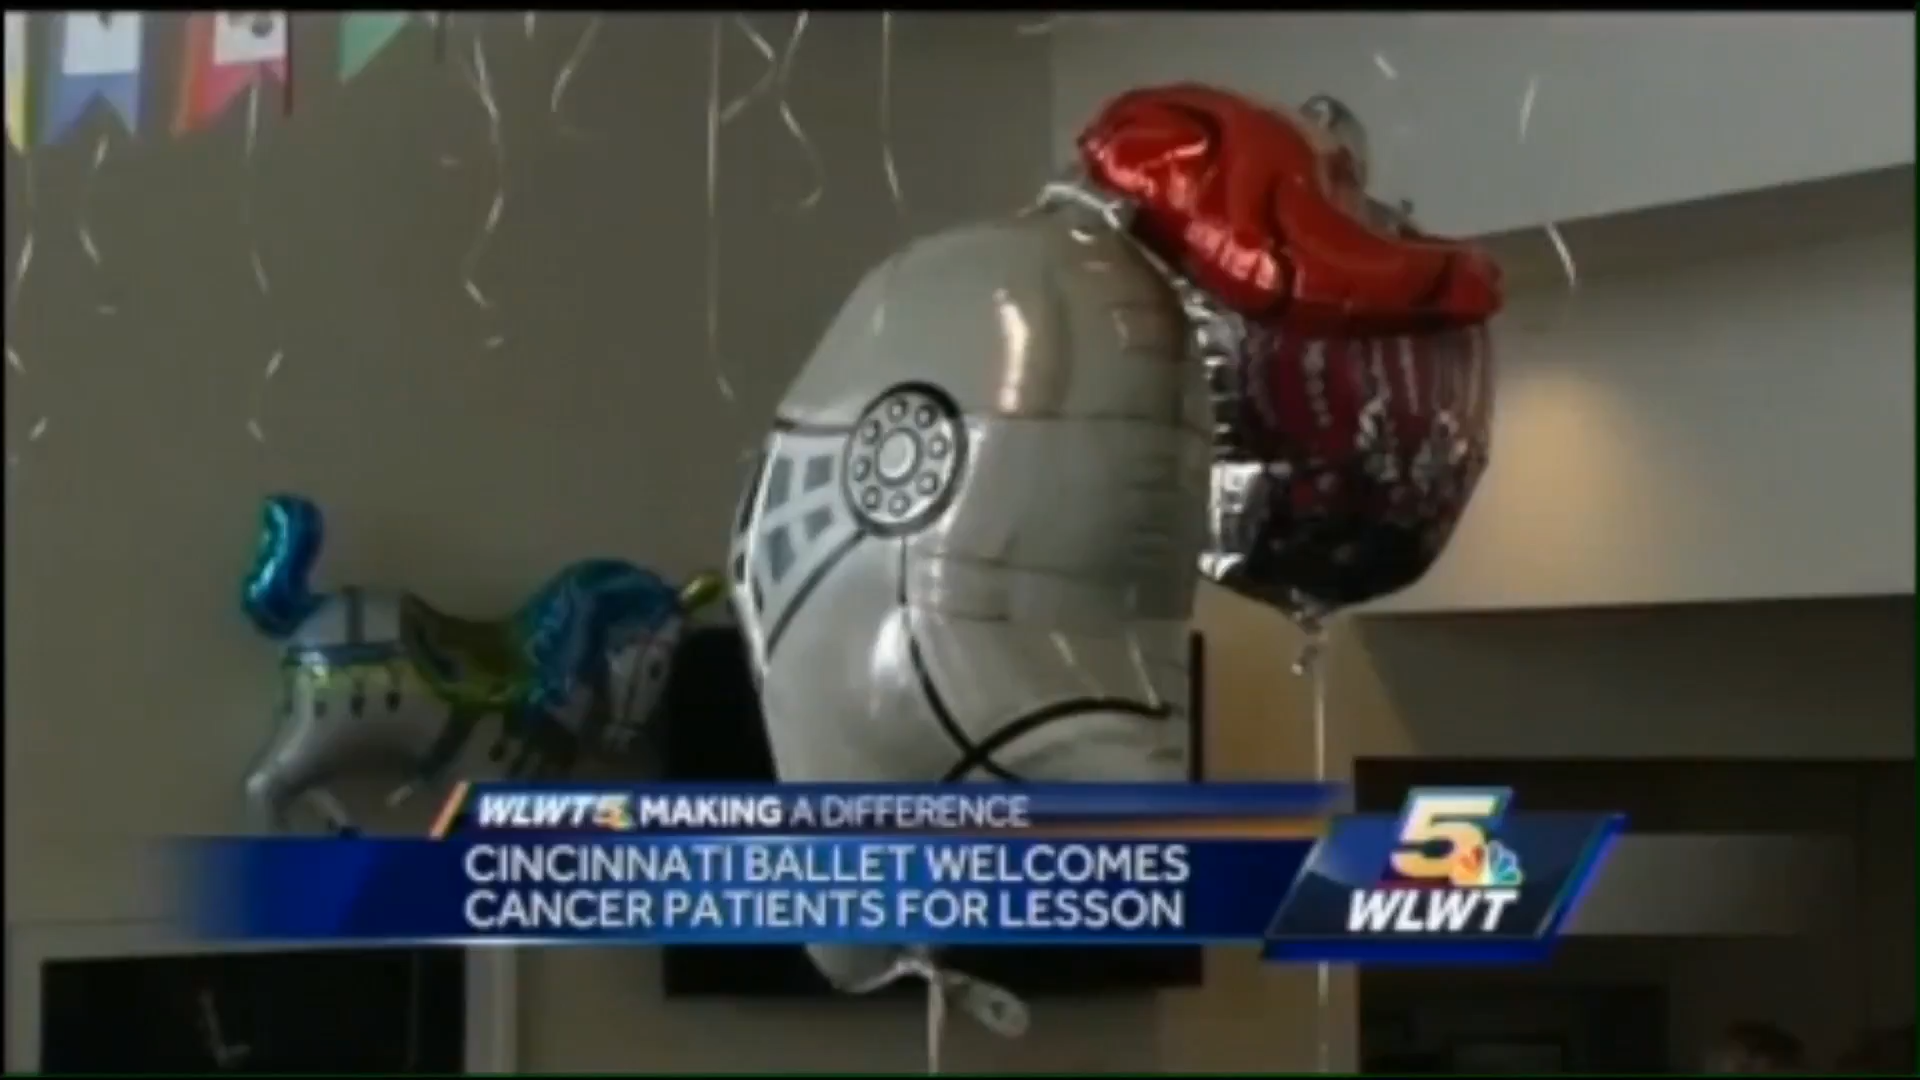 WLWT5 MAKING A DIFFERENCE
CINCINNATI BALLET WELCOMES
CANCER PATIENTS FOR LESSON
5
WLWT